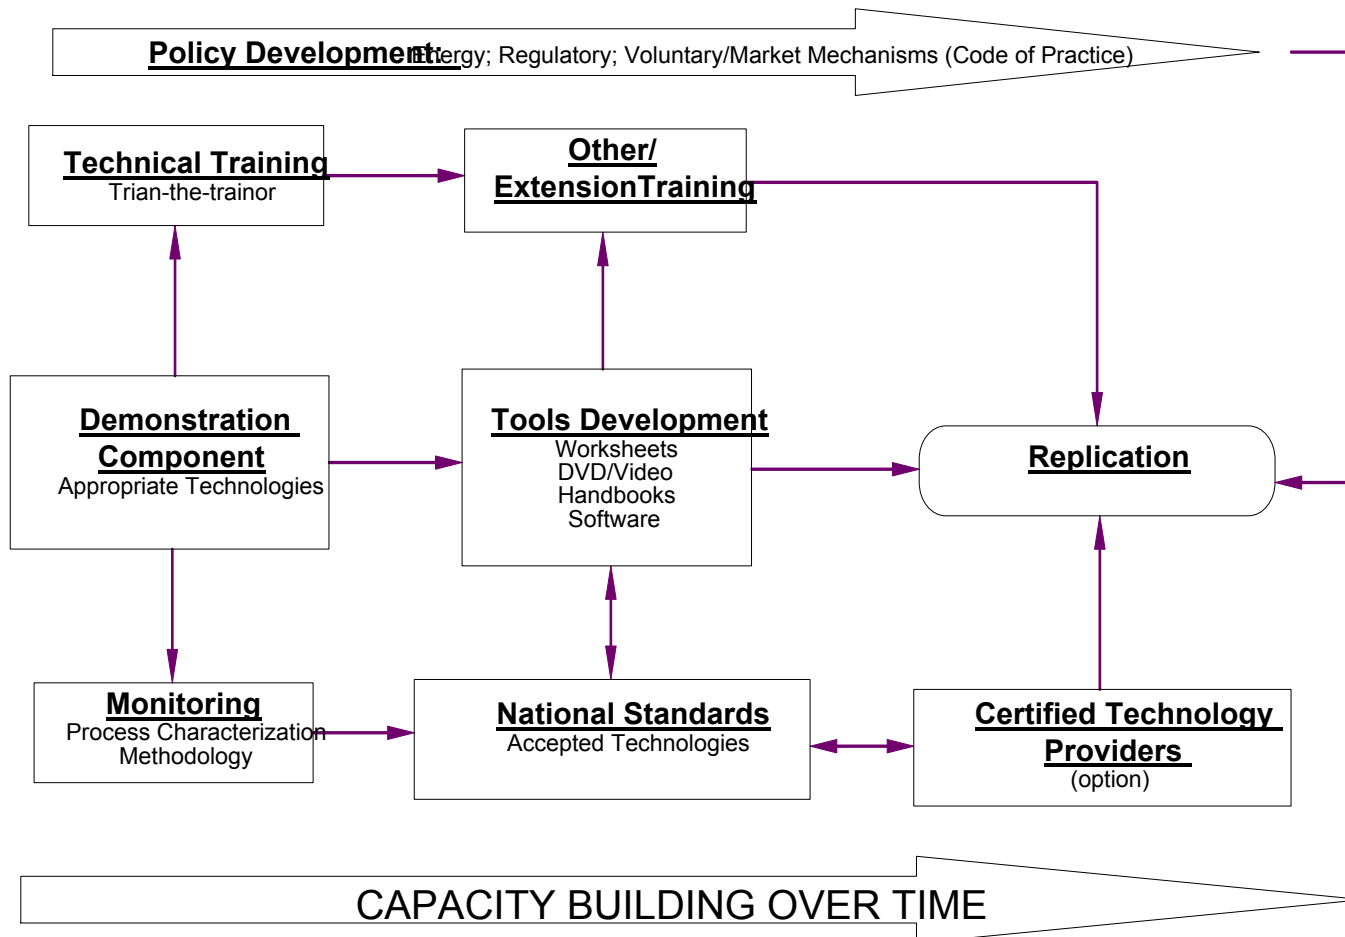 Policy Development: Energy; Regulatory; Voluntary/Market Mechanisms (Code of Practice)
Technical Training
Trian-the-trainor
Other/
ExtensionTraining
Demonstration
Component
Appropriate Technologies
Tools Development
Worksheets
DVD/Video
Handbooks
Software
Replication
Monitoring
Process Characterization
Methodology
National Standards
Accepted Technologies
Certified Technology
Providers
(option)
CAPACITY BUILDING OVER TIME